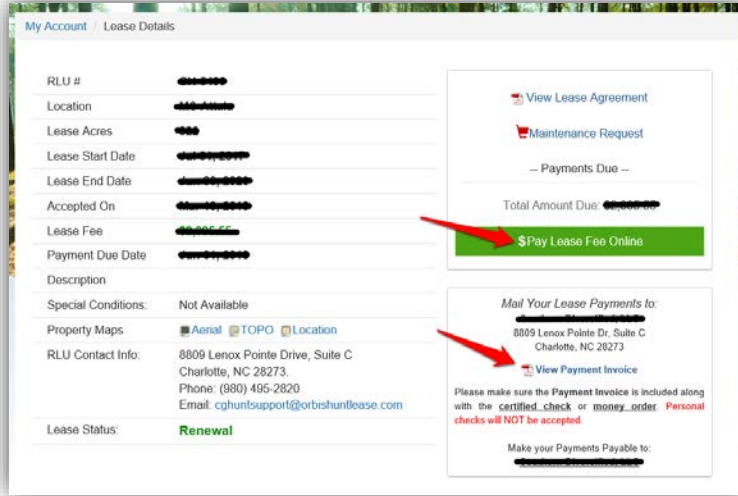 My Account / Lease Details
RLU #
Location
Lease Acres
Lease Start Date
Lease End Date
Accepted On
Lease Fee
Payment Due Date
Description
Special Conditions: Not Available
Property Maps Aerial TOPO Location
RLU Contact Info: 8809 Lenox Pointe Drive, Suite C
Charlotte, NC 28273.
Phone: (980) 495-2820
Email: cghuntsupport@orbishuntlease.com
Lease Status: Renewal
View Lease Agreement
Maintenance Request
-- Payments Due --
Total Amount Due:
$Pay Lease Fee Online
Mail Your Lease Payments to:
8809 Lenox Pointe Dr, Suite C
Charlotte, NC 28273
View Payment Invoice
Please make sure the Payment Invoice is included along
with the certified check or money order. Personal
checks will NOT be accepted.
Make your Payments Payable to: